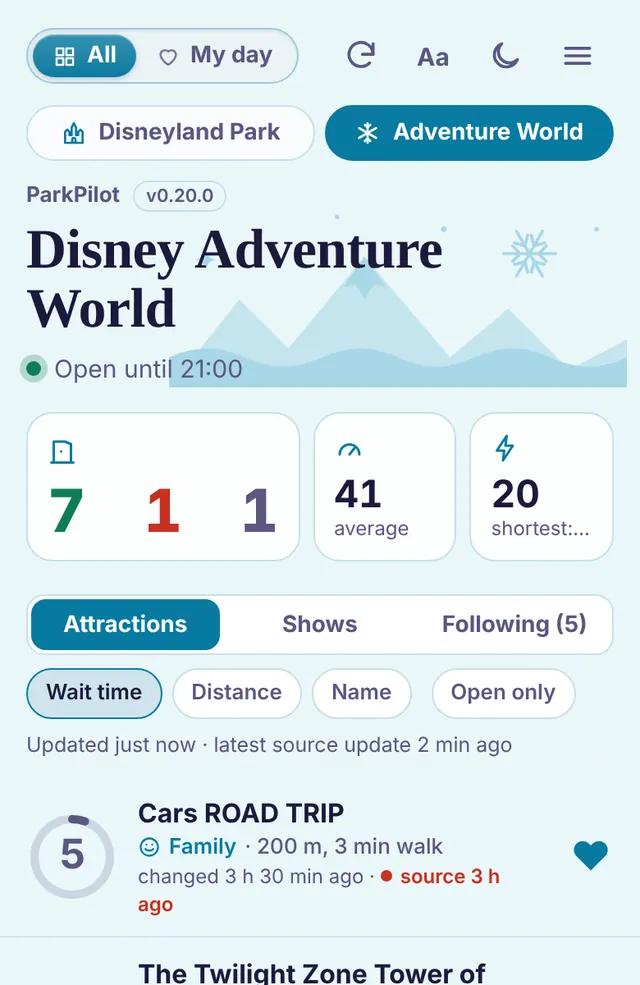 All
My day
Aa
Disneyland Park
Adventure World
ParkPilot v0.20.0
Disney Adventure
World
Open until 21:00
7 1 1
41
average
20
shortest:...
Attractions
Shows
Following (5)
Wait time
Distance
Name
Open only
Updated just now · latest source update 2 min ago
5
Cars ROAD TRIP
Family · 200 m, 3 min walk
changed 3 h 30 min ago · source 3 h
ago
The Twilight Zone Tower of